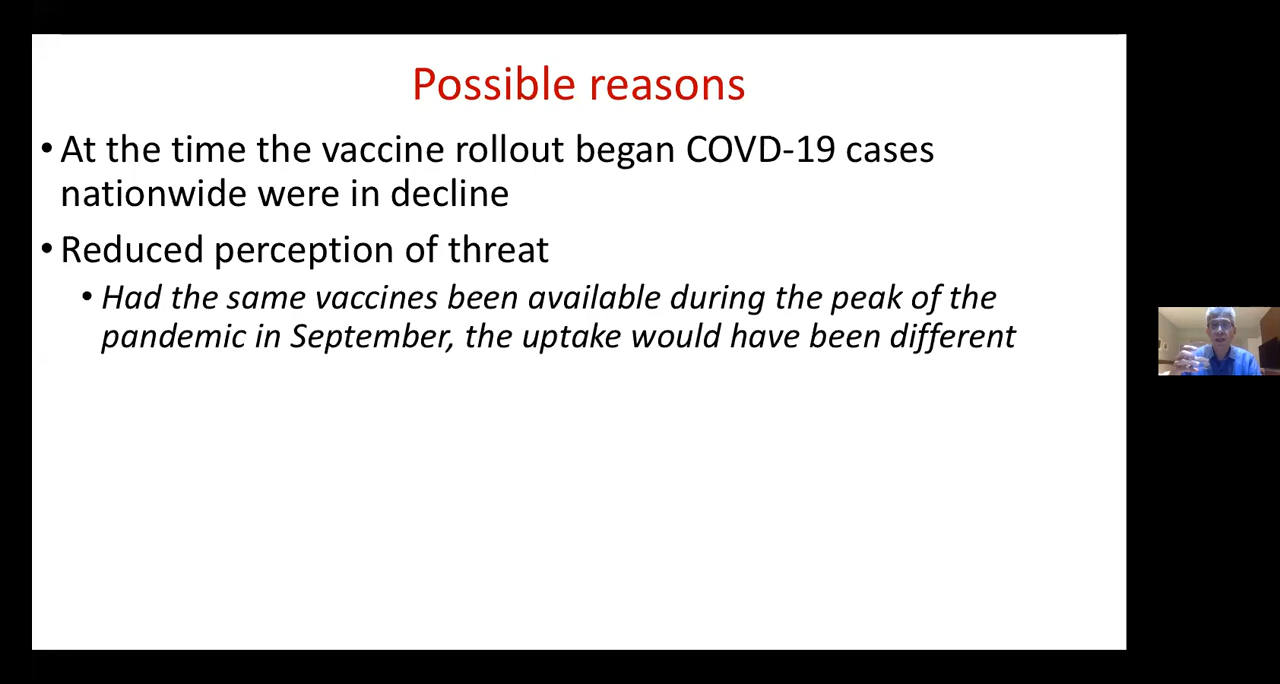 Possible reasons
• At the time the vaccine rollout began COVD-19 cases
nationwide were in decline
• Reduced perception of threat
• Had the same vaccines been available during the peak of the
pandemic in September, the uptake would have been different